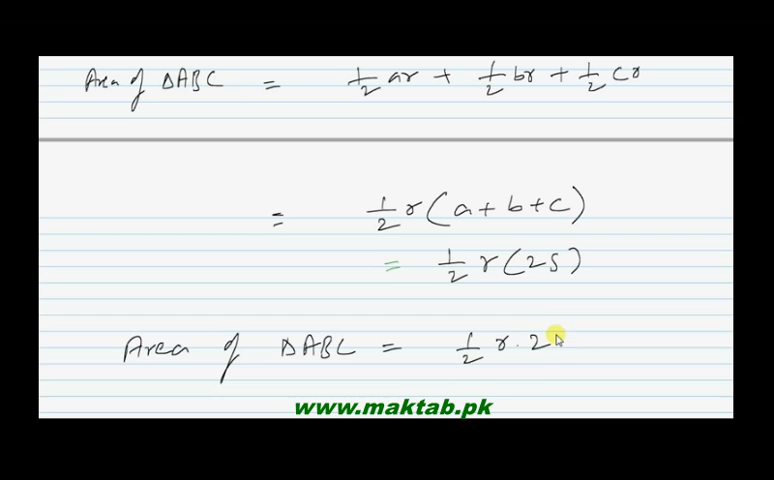 Area of ΔABC = 1/2 ar + 1/2 br + 1/2 cr
= 1/2 r(a+b+c)
= 1/2 r(2s)
Area of ΔABC = 1/2 r.2
www.maktab.pk